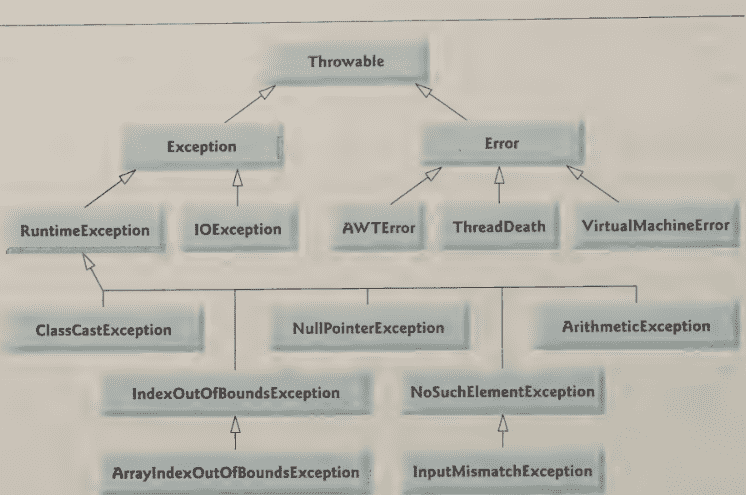 Throwable
Exception
Error
RuntimeException
IOException
AWTError
ThreadDeath
VirtualMachineError
ClassCastException
NullPointerException
ArithmeticException
IndexOutOfBoundsException
NoSuchElementException
ArrayIndexOutOfBoundsException
InputMismatchException